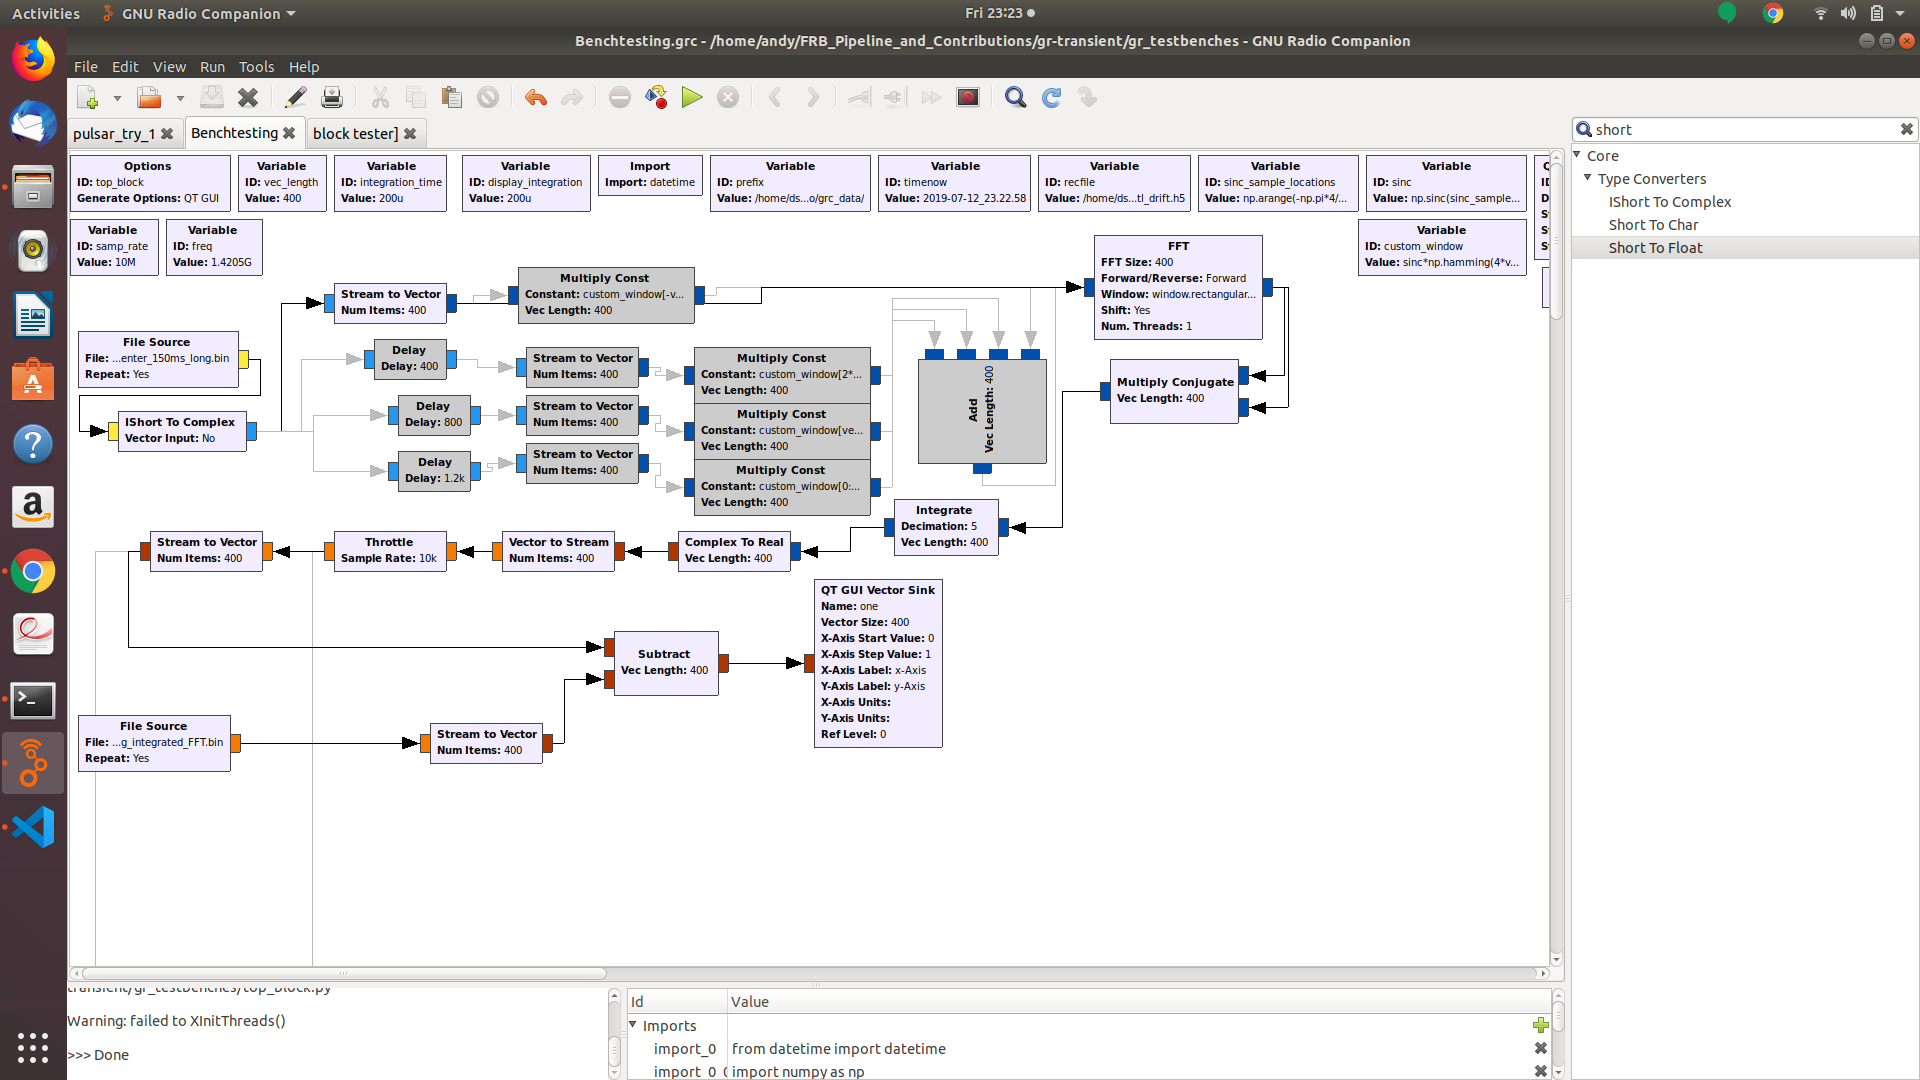 Activities
GNU Radio Companion
Fri 23:23
Benchtesting.grc - /home/andy/FRB_Pipeline_and_Contributions/gr-transient/gr_testbenches - GNU Radio Companion
File Edit View Run Tools Help
pulsar_try_1
Benchtesting
block tester]
short
Core
Type Converters
IShort To Complex
Short To Char
Short To Float
Options
ID: top_block
Generate Options: QT GUI
Variable
ID: vec_length
Value: 400
Variable
ID: integration_time
Value: 200u
Variable
ID: display_integration
Value: 200u
Import
Import: datetime
Variable
ID: prefix
Value: /home/ds...o/grc_data/
Variable
ID: timenow
Value: 2019-07-12_23.22.58
Variable
ID: recfile
Value: /home/ds...tl_drift.h5
Variable
ID: sinc_sample_locations
Value: np.arange(-np.pi*4/...
Variable
ID: sinc
Value: np.sinc(sinc_sample...
Variable
ID: samp_rate
Value: 10M
Variable
ID: freq
Value: 1.4205G
Variable
ID: custom_window
Value: sinc*np.hamming(4*v...
FFT
FFT Size: 400
Forward/Reverse: Forward
Window: window.rectangular...
Shift: Yes
Num. Threads: 1
Multiply Const
Constant: custom_window[-v...
Vec Length: 400
Stream to Vector
Num Items: 400
File Source
File: ...enter_150ms_long.bin
Repeat: Yes
Delay
Delay: 400
Stream to Vector
Num Items: 400
Multiply Const
Constant: custom_window[2*...
Vec Length: 400
Add
Vec Length: 400
Multiply Conjugate
Vec Length: 400
IShort To Complex
Vector Input: No
Delay
Delay: 800
Stream to Vector
Num Items: 400
Multiply Const
Constant: custom_window[ve...
Vec Length: 400
Delay
Delay: 1.2k
Stream to Vector
Num Items: 400
Multiply Const
Constant: custom_window[0:...
Vec Length: 400
Integrate
Decimation: 5
Vec Length: 400
Stream to Vector
Num Items: 400
Throttle
Sample Rate: 10k
Vector to Stream
Num Items: 400
Complex To Real
Vec Length: 400
QT GUI Vector Sink
Name: one
Vector Size: 400
X-Axis Start Value: 0
X-Axis Step Value: 1
X-Axis Label: x-Axis
Y-Axis Label: y-Axis
X-Axis Units:
Y-Axis Units:
Ref Level: 0
Subtract
Vec Length: 400
File Source
File: ...g_integrated_FFT.bin
Repeat: Yes
Stream to Vector
Num Items: 400
transient/gr_testbenches/top_block.py
Warning: failed to XInitThreads()
>>> Done
Id Value
Imports
import_0 from datetime import datetime
import_0_0 import numpy as np